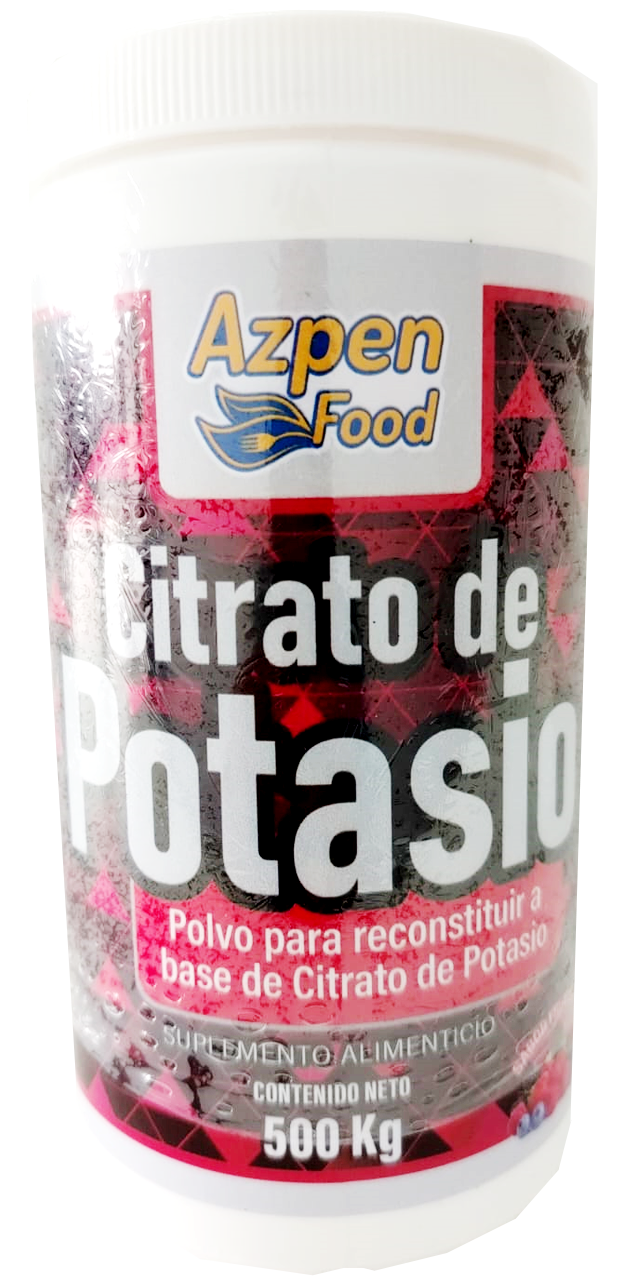 Azpen
Food
Citrato de
Potasio
Polvo para reconstituir a
base de Citrato de Potasio
SUPLEMENTO ALIMENTICIO
CONTENIDO NETO
500 Kg